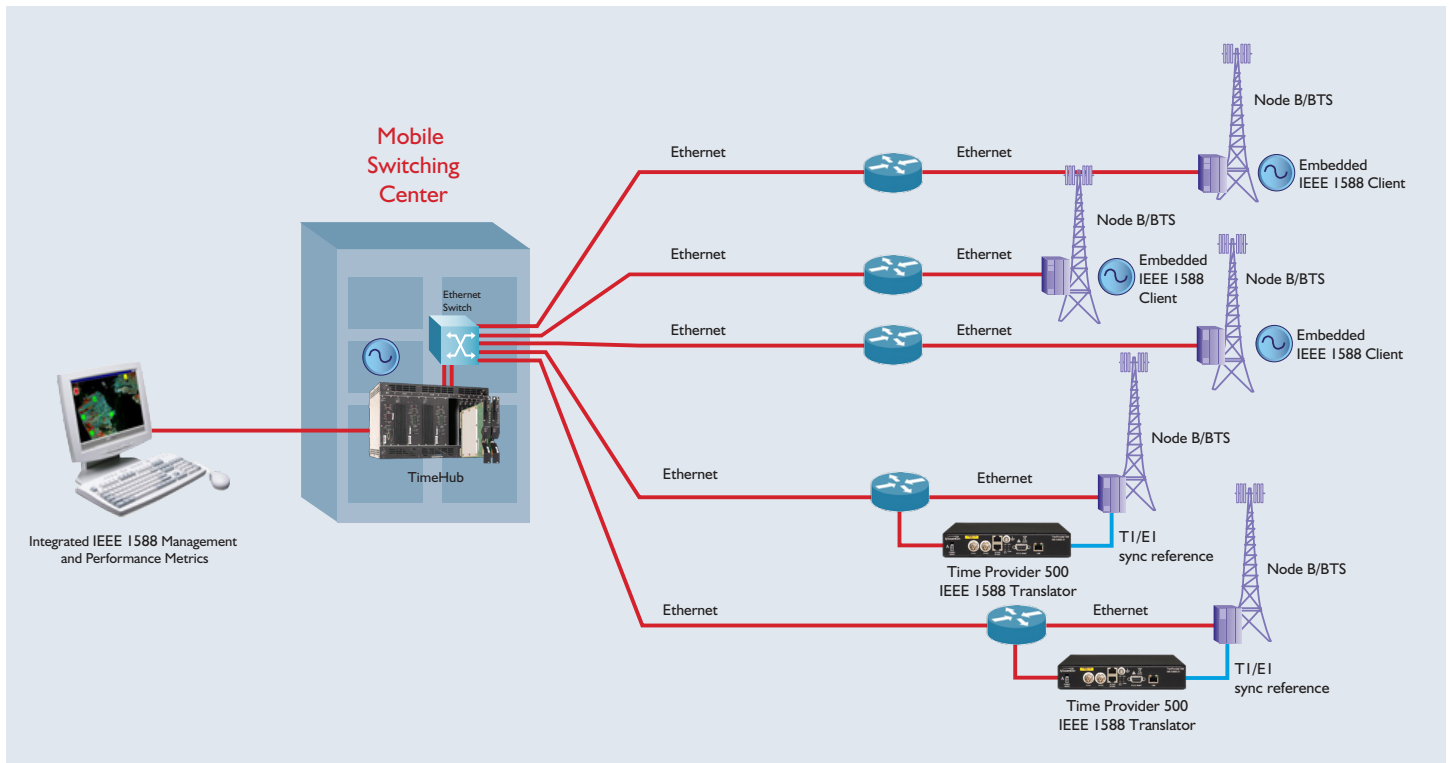 Mobile
Switching
Center
Ethernet
Ethernet
Node B/BTS
Embedded
IEEE 1588 Client
Ethernet
Ethernet
Node B/BTS
Embedded
IEEE 1588
Client
Node B/BTS
Ethernet
Switch
Ethernet
Ethernet
Embedded
IEEE 1588 Client
TimeHub
Integrated IEEE 1588 Management
and Performance Metrics
Ethernet
Ethernet
Node B/BTS
T1/E1
sync reference
Time Provider 500
IEEE 1588 Translator
Ethernet
Ethernet
Node B/BTS
T1/E1
sync reference
Time Provider 500
IEEE 1588 Translator